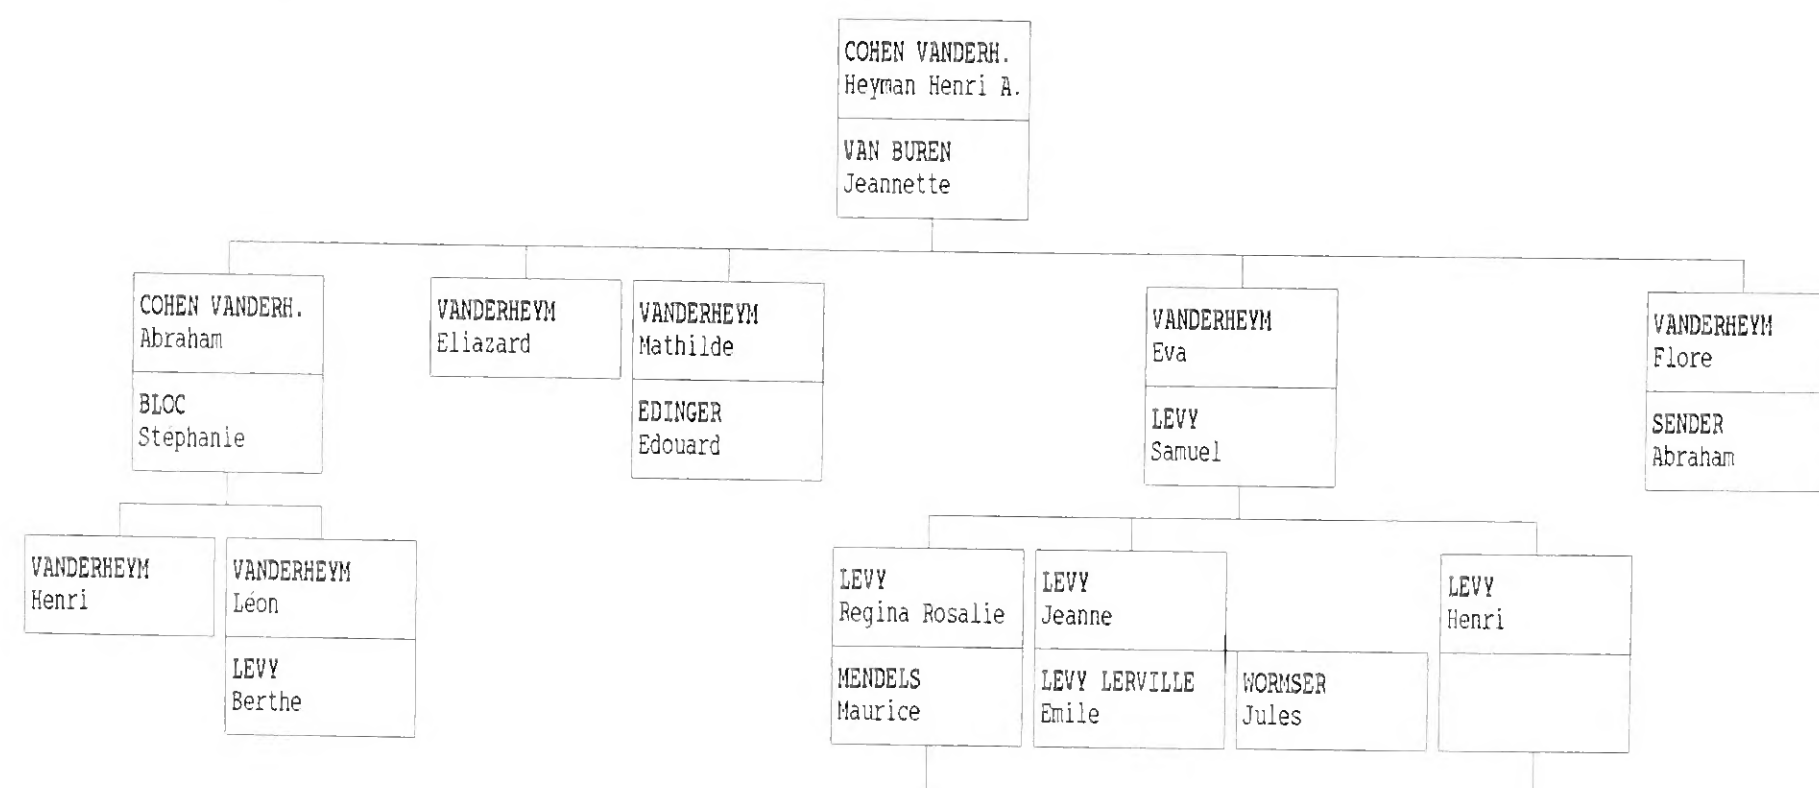 COHEN VANDERH.
Heyman Henri A.
VAN BUREN
Jeannette
COHEN VANDERH.
Abraham
BLOC
Stéphanie
VANDERHEYM
Eliazard
VANDERHEYM
Mathilde
EDINGER
Edouard
VANDERHEYM
Eva
LEVY
Samuel
VANDERHEYM
Flore
SENDER
Abraham
VANDERHEYM
Henri
VANDERHEYM
Léon
LEVY
Berthe
LEVY
Regina Rosalie
MENDELS
Maurice
LEVY
Jeanne
LEVY LERVILLE
Emile
WORMSER
Jules
LEVY
Henri